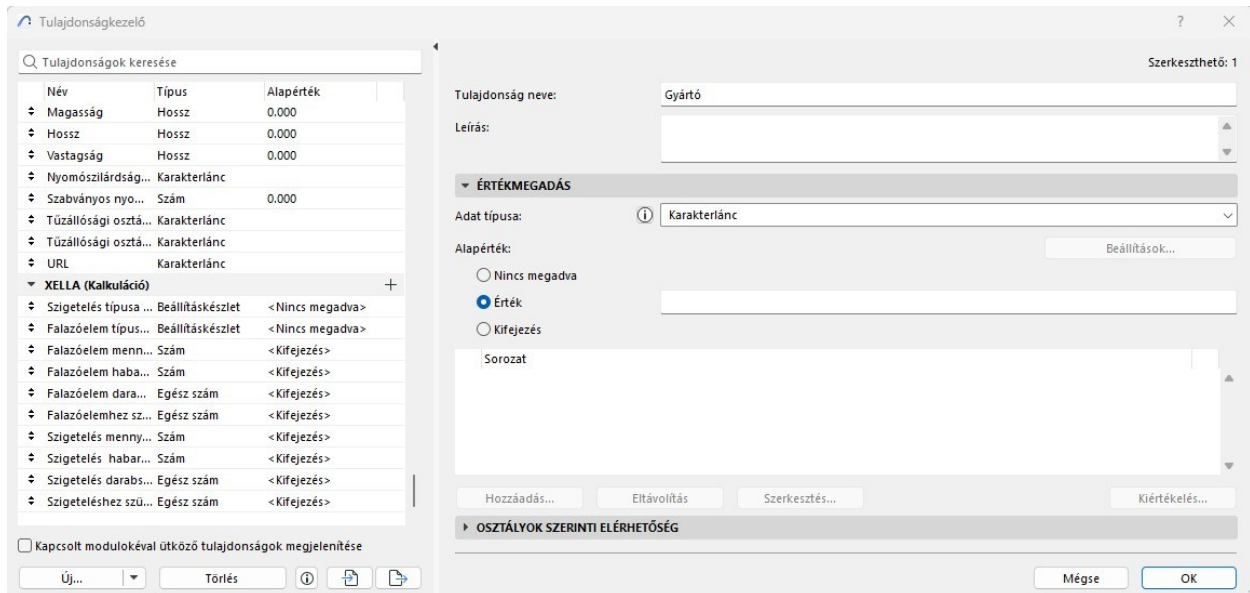 Tulajdonságkezelő
? ×
Tulajdonságok keresése
Név Típus Alapérték
Magasság Hossz 0.000
Hossz Hossz 0.000
Vastagság Hossz 0.000
Nyomószilárdság... Karakterlánc
Szabványos nyo... Szám 0.000
Tűzállósági osztá... Karakterlánc
Tűzállósági osztá... Karakterlánc
URL Karakterlánc
XELLA (Kalkuláció) +
Szigetelés típusa ... Beállításkészlet <Nincs megadva>
Falazóelem típus... Beállításkészlet <Nincs megadva>
Falazóelem menn... Szám <Kifejezés>
Falazóelem haba... Szám <Kifejezés>
Falazóelem dara... Egész szám <Kifejezés>
Falazóelemhez sz... Egész szám <Kifejezés>
Szigetelés menny... Szám <Kifejezés>
Szigetelés habar... Szám <Kifejezés>
Szigetelés darabs... Egész szám <Kifejezés>
Szigeteléshez szü... Egész szám <Kifejezés>
Kapcsolt modulokéval ütköző tulajdonságok megjelenítése
Új... Törlés
Szerkeszthető: 1
Tulajdonság neve: Gyártó
Leírás:
ÉRTÉKMEGADÁS
Adat típusa: Karakterlánc
Alapérték: Beállítások...
Nincs megadva
Érték
Kifejezés
Sorozat
Hozzáadás... Eltávolítás Szerkesztés... Kiértékelés...
OSZTÁLYOK SZERINTI ELÉRHETŐSÉG
Mégse OK